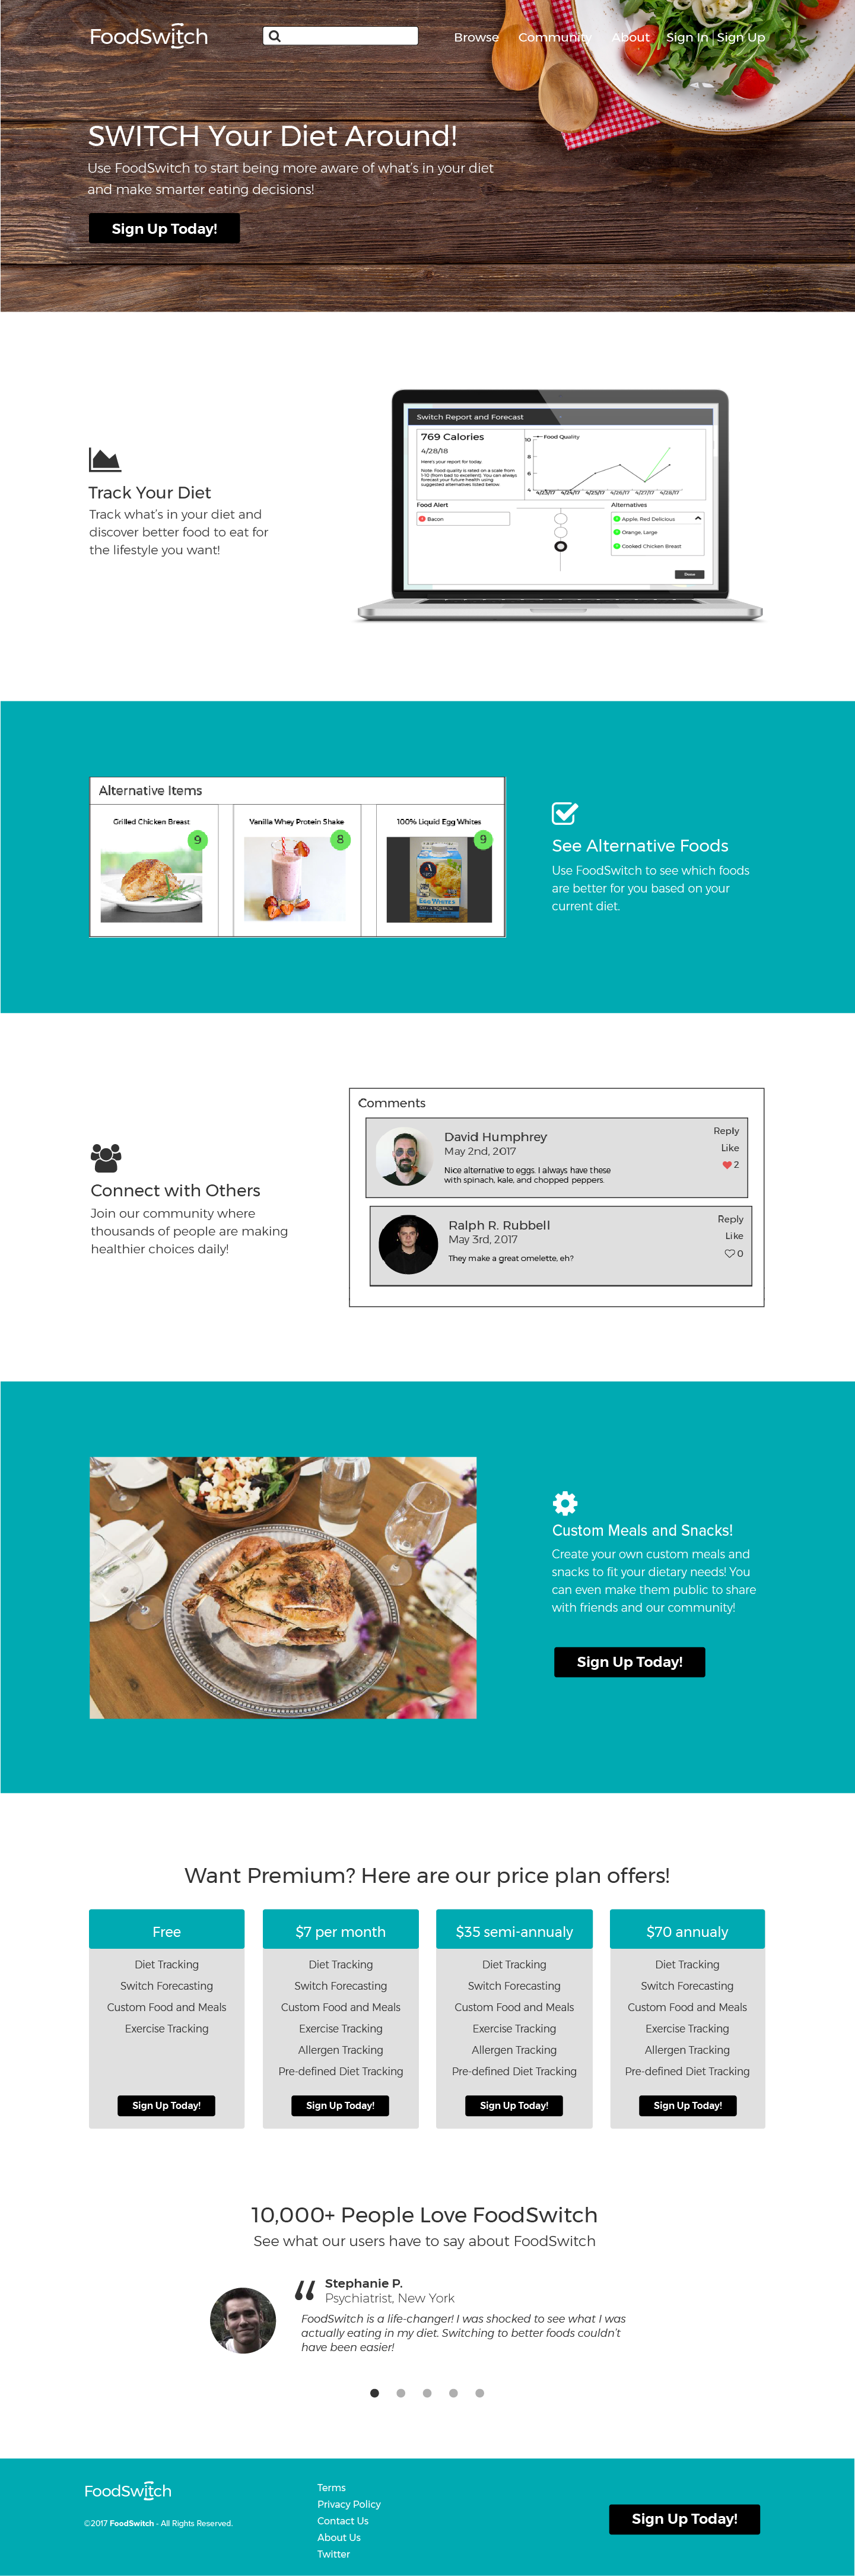 FoodSwitch
Browse Community About Sign In | Sign Up
SWITCH Your Diet Around!
Use FoodSwitch to start being more aware of what's in your diet
and make smarter eating decisions!
Sign Up Today!
Track Your Diet
Track what's in your diet and
discover better food to eat for
the lifestyle you want!
Switch Report and Forecast
769 Calories
4/28/18
Here's your report for today.
Note: Food quality is rated on a scale from
1-10 (from bad to excellent). You can always
forecast your future health using
suggested alternatives listed below.
Food Quality
10
8
6
4
4/23/17 4/24/17 4/25/17 4/26/17 4/27/17 4/28/17
Food Alert
Bacon
Alternatives
Apple, Red Delicious
Orange, Large
Cooked Chicken Breast
Done
Alternative Items
Grilled Chicken Breast
9
Vanilla Whey Protein Shake
8
100% Liquid Egg Whites
9
EGG WHITES
See Alternative Foods
Use FoodSwitch to see which foods
are better for you based on your
current diet.
Connect with Others
Join our community where
thousands of people are making
healthier choices daily!
Comments
David Humphrey
May 2nd, 2017
Nice alternative to eggs. I always have these
with spinach, kale, and chopped peppers.
Reply
Like
2
Ralph R. Rubbell
May 3rd, 2017
They make a great omelette, eh?
Reply
Like
0
Custom Meals and Snacks!
Create your own custom meals and
snacks to fit your dietary needs! You
can even make them public to share
with friends and our community!
Sign Up Today!
Want Premium? Here are our price plan offers!
Free
Diet Tracking
Switch Forecasting
Custom Food and Meals
Exercise Tracking
Sign Up Today!
$7 per month
Diet Tracking
Switch Forecasting
Custom Food and Meals
Exercise Tracking
Allergen Tracking
Pre-defined Diet Tracking
Sign Up Today!
$35 semi-annualy
Diet Tracking
Switch Forecasting
Custom Food and Meals
Exercise Tracking
Allergen Tracking
Pre-defined Diet Tracking
Sign Up Today!
$70 annualy
Diet Tracking
Switch Forecasting
Custom Food and Meals
Exercise Tracking
Allergen Tracking
Pre-defined Diet Tracking
Sign Up Today!
10,000+ People Love FoodSwitch
See what our users have to say about FoodSwitch
“ Stephanie P.
Psychiatrist, New York
FoodSwitch is a life-changer! I was shocked to see what I was
actually eating in my diet. Switching to better foods couldn't
have been easier!
FoodSwitch
©2017 FoodSwitch - All Rights Reserved.
Terms
Privacy Policy
Contact Us
About Us
Twitter
Sign Up Today!